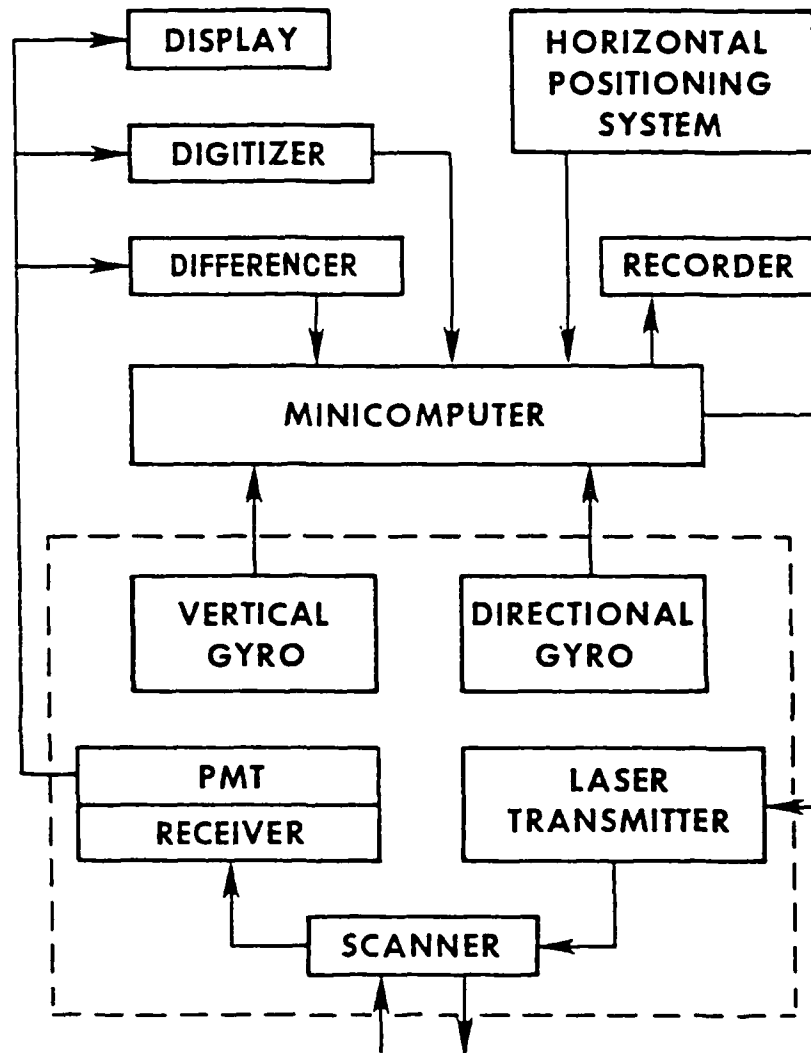 DISPLAY
HORIZONTAL
POSITIONING
SYSTEM
DIGITIZER
DIFFERENCER
RECORDER
MINICOMPUTER
VERTICAL
GYRO
DIRECTIONAL
GYRO
PMT
RECEIVER
LASER
TRANSMITTER
SCANNER